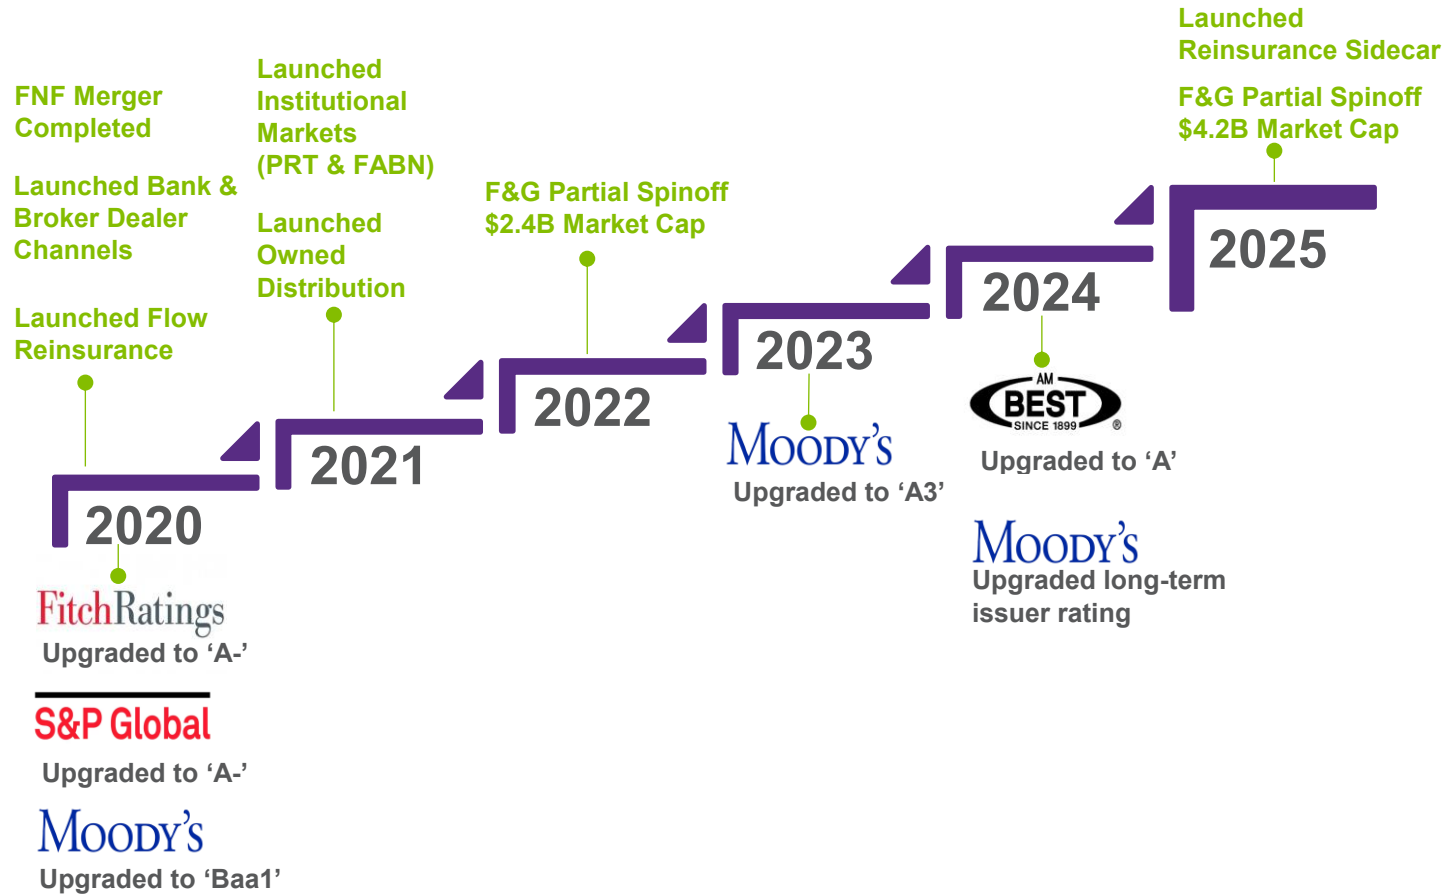 FNF Merger
Completed
Launched Bank &
Broker Dealer
Channels
Launched Flow
Reinsurance
2020
FitchRatings
Upgraded to ‘A-’
S&P Global
Upgraded to ‘A-’
MOODY’S
Upgraded to ‘Baa1’
Launched
Institutional
Markets
(PRT & FABN)
Launched
Owned
Distribution
2021
F&G Partial Spinoff
$2.4B Market Cap
2022
2023
MOODY’S
Upgraded to ‘A3’
2024
AM
BEST
SINCE 1899 ®
Upgraded to ‘A’
MOODY’S
Upgraded long-term
issuer rating
Launched
Reinsurance Sidecar
F&G Partial Spinoff
$4.2B Market Cap
2025